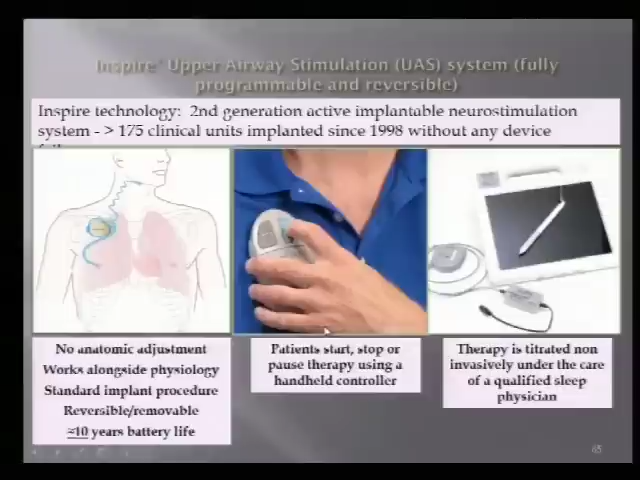 Inspire' Upper Airway Stimulation (UAS) system (fully
programmable and reversible)
Inspire technology: 2nd generation active implantable neurostimulation
system - > 175 clinical units implanted since 1998 without any device
No anatomic adjustment
Works alongside physiology
Standard implant procedure
Reversible/removable
≈10 years battery life
Patients start, stop or
pause therapy using a
handheld controller
Therapy is titrated non
invasively under the care
of a qualified sleep
physician
65